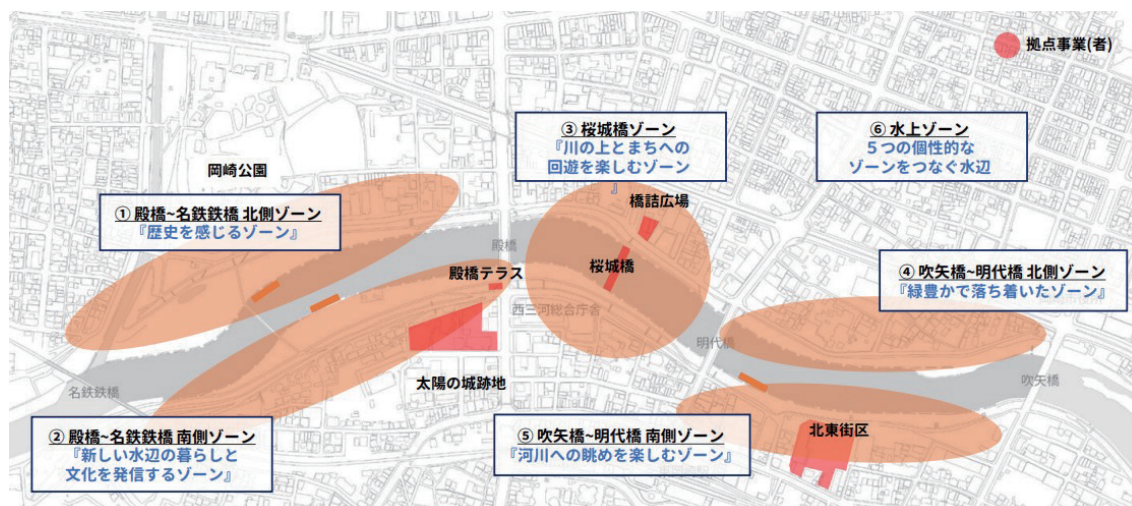 拠点事業(者)
③ 桜城橋ゾーン
『川の上とまちへの
回遊を楽しむゾーン
』
⑥ 水上ゾーン
5つの個性的な
ゾーンをつなぐ水辺
岡崎公園
① 殿橋~名鉄鉄橋 北側ゾーン
『歴史を感じるゾーン』
橋詰広場
殿橋
桜城橋
殿橋テラス
④ 吹矢橋~明代橋 北側ゾーン
『緑豊かで落ち着いたゾーン』
西三河総合庁舎
明代橋
太陽の城跡地
名鉄鉄橋
吹矢橋
② 殿橋~名鉄鉄橋 南側ゾーン
『新しい水辺の暮らしと
文化を発信するゾーン』
⑤ 吹矢橋~明代橋 南側ゾーン
『河川への眺めを楽しむゾーン』
北東街区